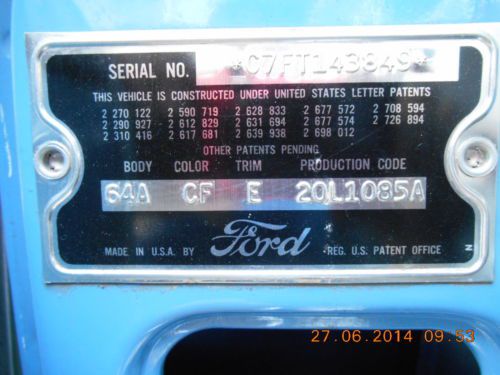 SERIAL NO. *C7FT143849*
THIS VEHICLE IS CONSTRUCTED UNDER UNITED STATES LETTER PATENTS
2 270 122 2 590 719 2 628 833 2 677 572 2 708 594
2 290 927 2 612 829 2 631 694 2 677 574 2 726 894
2 310 416 2 617 681 2 639 938 2 698 012
OTHER PATENTS PENDING
BODY COLOR TRIM PRODUCTION CODE
64A CF E 20L1085A
MADE IN U.S.A. BY Ford REG. U.S. PATENT OFFICE
N
27.06.2014 09:53